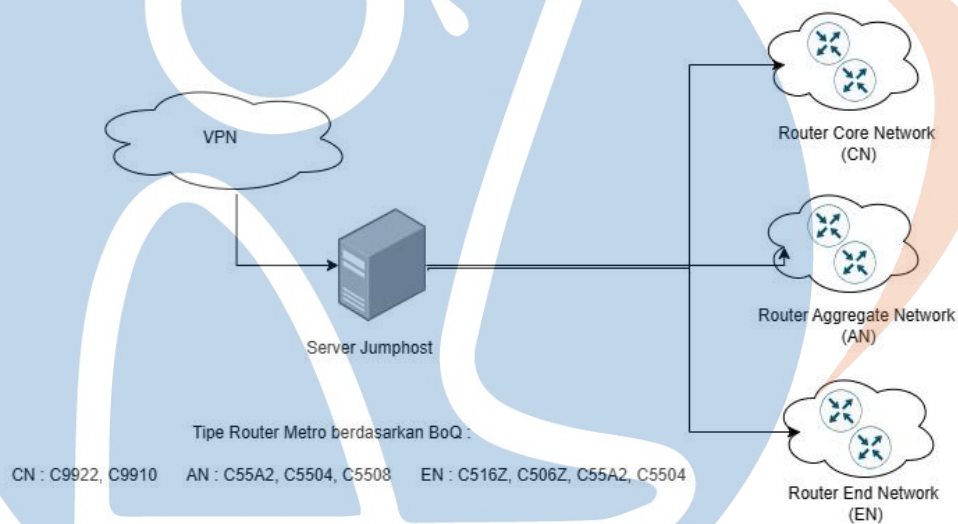 VPN
Server Jumphost
Router Core Network
(CN)
Router Aggregate Network
(AN)
Router End Network
(EN)
Tipe Router Metro berdasarkan BoQ :
CN : C9922, C9910 AN : C55A2, C5504, C5508 EN : C516Z, C506Z, C55A2, C5504